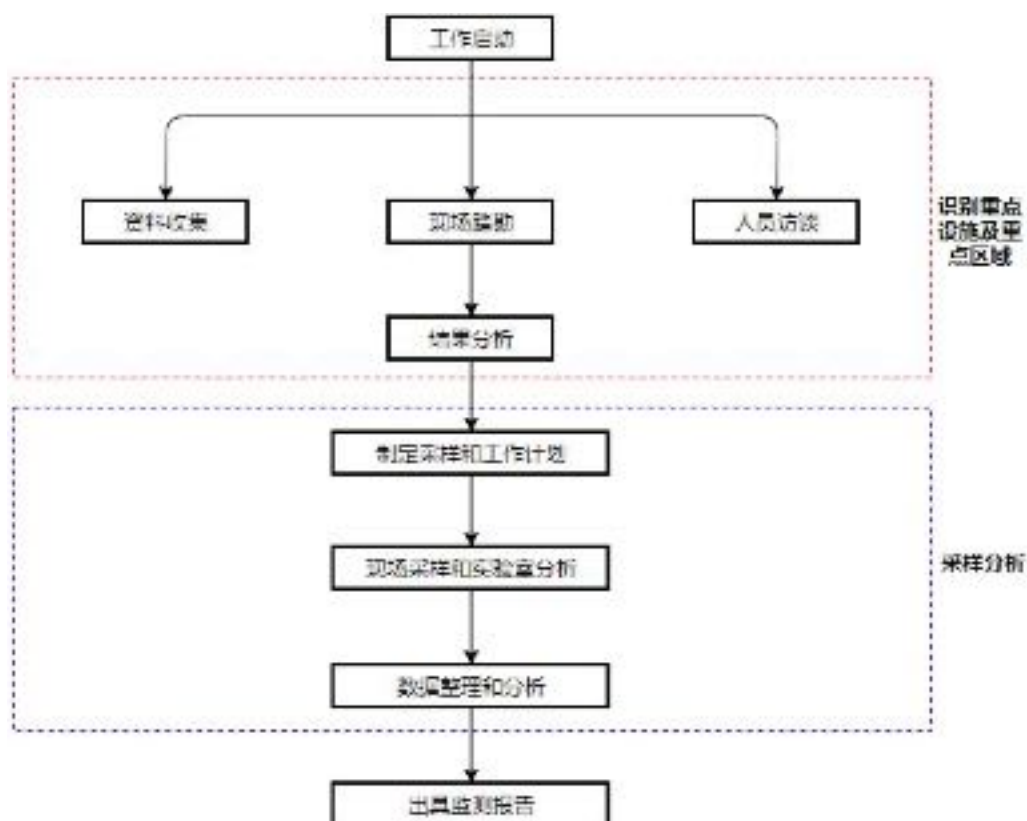 工作启动
资料收集
现场踏勘
人员访谈
识别重点
设施及重
点区域
结果分析
制定采样和工作计划
现场采样和实验室分析
采样分析
数据整理和分析
出具监测报告